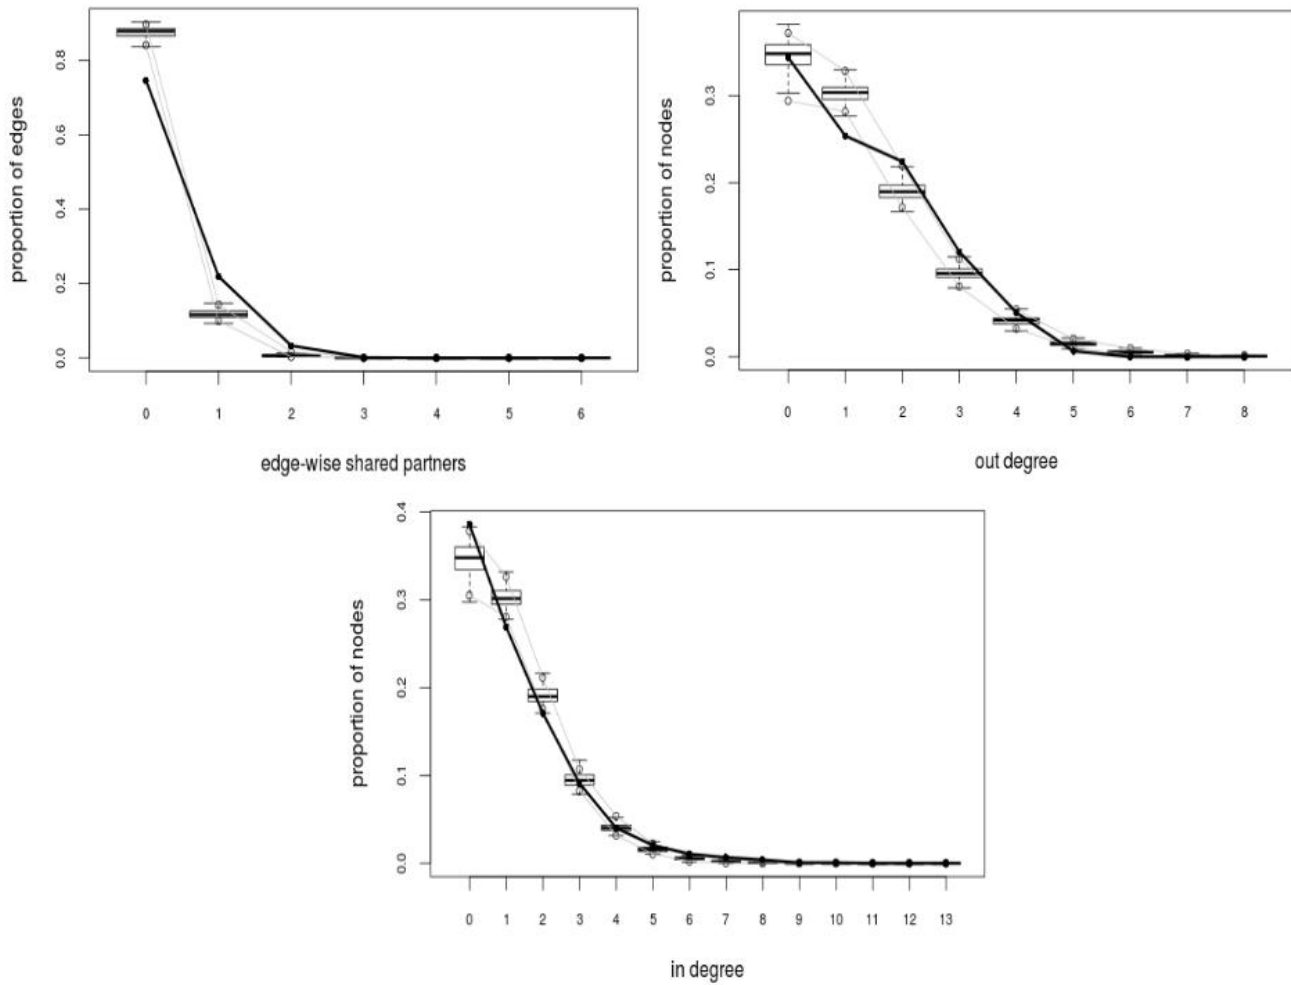 proportion of edges
0.8
0.6
0.4
0.2
0.0
0 1 2 3 4 5 6
edge-wise shared partners
proportion of nodes
0.3
0.2
0.1
0.0
0 1 2 3 4 5 6 7 8
out degree
proportion of nodes
0.4
0.3
0.2
0.1
0.0
0 1 2 3 4 5 6 7 8 9 10 11 12 13
in degree